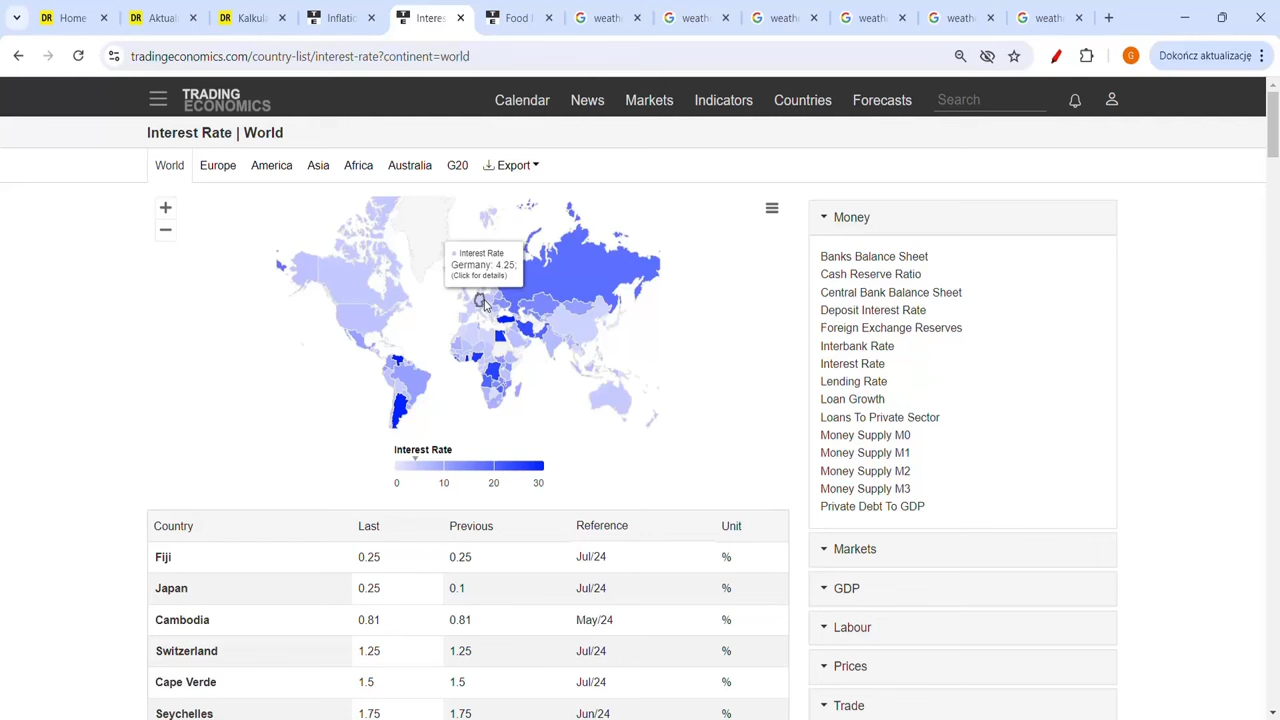 Home
Aktual
Kalkul
Inflatio
Interes
Food I
weath
weath
weath
weath
weath
weath
tradingeconomics.com/country-list/interest-rate?continent=world
G
Dokończ aktualizację
TRADING
ECONOMICS
Calendar News Markets Indicators Countries Forecasts Search
Interest Rate | World
World Europe America Asia Africa Australia G20 Export
Interest Rate
Germany: 4.25;
(Click for details)
Interest Rate
0 10 20 30
Country Last Previous Reference Unit
Fiji 0.25 0.25 Jul/24 %
Japan 0.25 0.1 Jul/24 %
Cambodia 0.81 0.81 May/24 %
Switzerland 1.25 1.25 Jul/24 %
Cape Verde 1.5 1.5 Jul/24 %
Seychelles 1.75 1.75 Jun/24 %
Money
Banks Balance Sheet
Cash Reserve Ratio
Central Bank Balance Sheet
Deposit Interest Rate
Foreign Exchange Reserves
Interbank Rate
Interest Rate
Lending Rate
Loan Growth
Loans To Private Sector
Money Supply M0
Money Supply M1
Money Supply M2
Money Supply M3
Private Debt To GDP
Markets
GDP
Labour
Prices
Trade